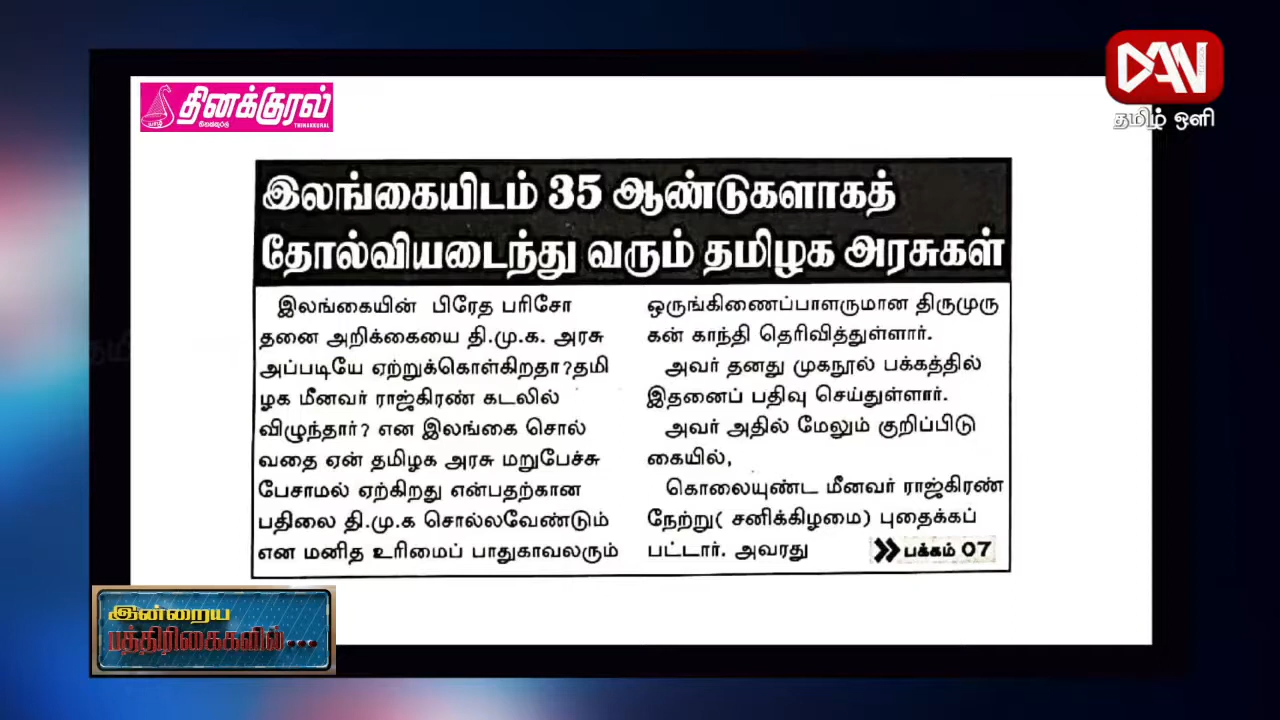 தினக்குரல்
THINAKKURAL
DAN
தமிழ் ஒளி
இலங்கையிடம் 35 ஆண்டுகளாகத்
தோல்வியடைந்து வரும் தமிழக அரசுகள்
இலங்கையின் பிரேத பரிசோ
தனை அறிக்கையை தி.மு.க. அரசு
அப்படியே ஏற்றுக்கொள்கிறதா?தமி
ழக மீனவர் ராஜ்கிரண் கடலில்
விழுந்தார்? என இலங்கை சொல்
வதை ஏன் தமிழக அரசு மறுபேச்சு
பேசாமல் ஏற்கிறது என்பதற்கான
பதிலை தி.மு.க சொல்லவேண்டும்
என மனித உரிமைப் பாதுகாவலரும்
ஒருங்கிணைப்பாளருமான திருமுரு
கன் காந்தி தெரிவித்துள்ளார்.
அவர் தனது முகநூல் பக்கத்தில்
இதனைப் பதிவு செய்துள்ளார்.
அவர் அதில் மேலும் குறிப்பிடு
கையில்,
கொலையுண்ட மீனவர் ராஜ்கிரண்
நேற்று( சனிக்கிழமை) புதைக்கப்
பட்டார். அவரது
பக்கம் 07
இன்றைய
பத்திரிகைகளில்...